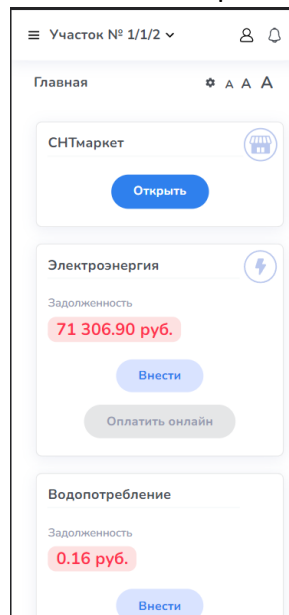 Участок № 1/1/2
Главная
A A A
СНТмаркет
Открыть
Электроэнергия
Задолженность
71 306.90 руб.
Внести
Оплатить онлайн
Водопотребление
Задолженность
0.16 руб.
Внести